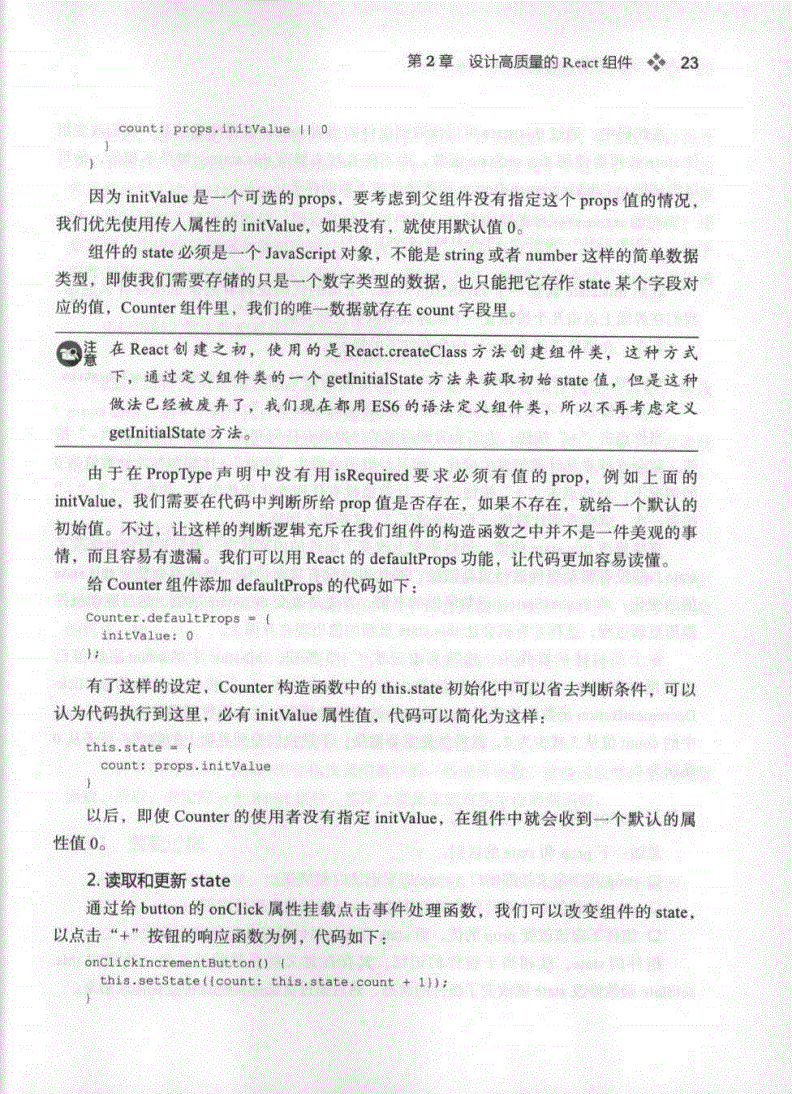 第2章 设计高质量的React组件 23
count: props.initValue || 0
}
}
因为 initValue 是一个可选的 props，要考虑到父组件没有指定这个 props 值的情况，
我们优先使用传人属性的 initValue，如果没有，就使用默认值 0。
组件的 state 必须是一个 JavaScript 对象，不能是 string 或者 number 这样的简单数据
类型，即使我们需要存储的只是一个数字类型的数据，也只能把它存作 state 某个字段对
应的值，Counter 组件里，我们的唯一数据就存在 count 字段里。
注意 在 React 创建之初，使用的是 React.createClass 方法创建组件类，这种方式
下，通过定义组件类的一个 getInitialState 方法来获取初始 state 值，但是这种
做法已经被废弃了，我们现在都用 ES6 的语法定义组件类，所以不再考虑定义
getInitialState 方法。
由于在 PropType 声明中没有用 isRequired 要求必须有值的 prop，例如上面的
initValue，我们需要在代码中判断所给 prop 值是否存在，如果不存在，就给一个默认的
初始值。不过，让这样的判断逻辑充斥在我们组件的构造函数之中并不是一件美观的事
情，而且容易有遗漏。我们可以用 React 的 defaultProps 功能，让代码更加容易读懂。
给 Counter 组件添加 defaultProps 的代码如下：
Counter.defaultProps = {
initValue: 0
};
有了这样的设定，Counter 构造函数中的 this.state 初始化中可以省去判断条件，可以
认为代码执行到这里，必有 initValue 属性值，代码可以简化为这样：
this.state = {
count: props.initValue
}
以后，即使 Counter 的使用者没有指定 initValue，在组件中就会收到一个默认的属
性值 0。
2. 读取和更新 state
通过给 button 的 onClick 属性挂载点击事件处理函数，我们可以改变组件的 state，
以点击“+”按钮的响应函数为例，代码如下：
onClickIncrementButton()
this.setState({count: this.state.count + 1});
}